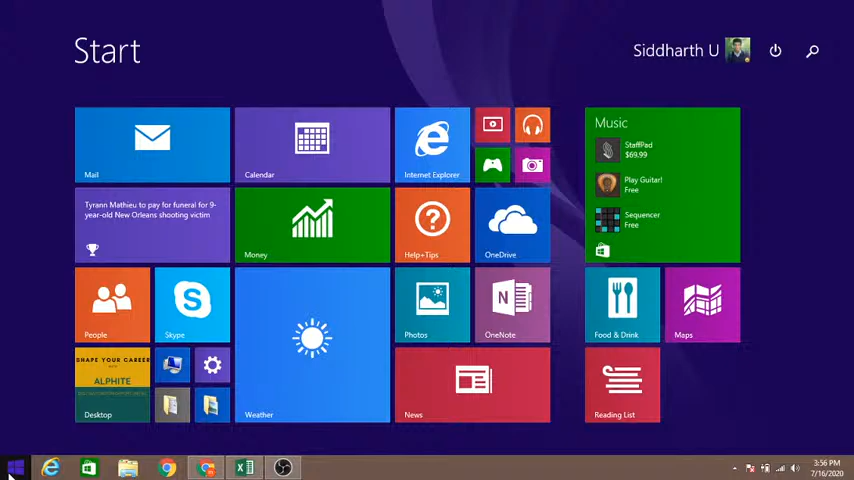 Start
Siddharth U
Mail
Calendar
Internet Explorer
Music
StaffPad
$69.99
Play Guitar!
Free
Sequencer
Free
Tyrann Mathieu to pay for funeral for 9-
year-old New Orleans shooting victim
Money
Help+Tips
OneDrive
People
Skype
Weather
Photos
OneNote
Food & Drink
Maps
SHAPE YOUR CAREER
ALPHITE
Desktop
News
Reading List
3:56 PM
7/16/2020